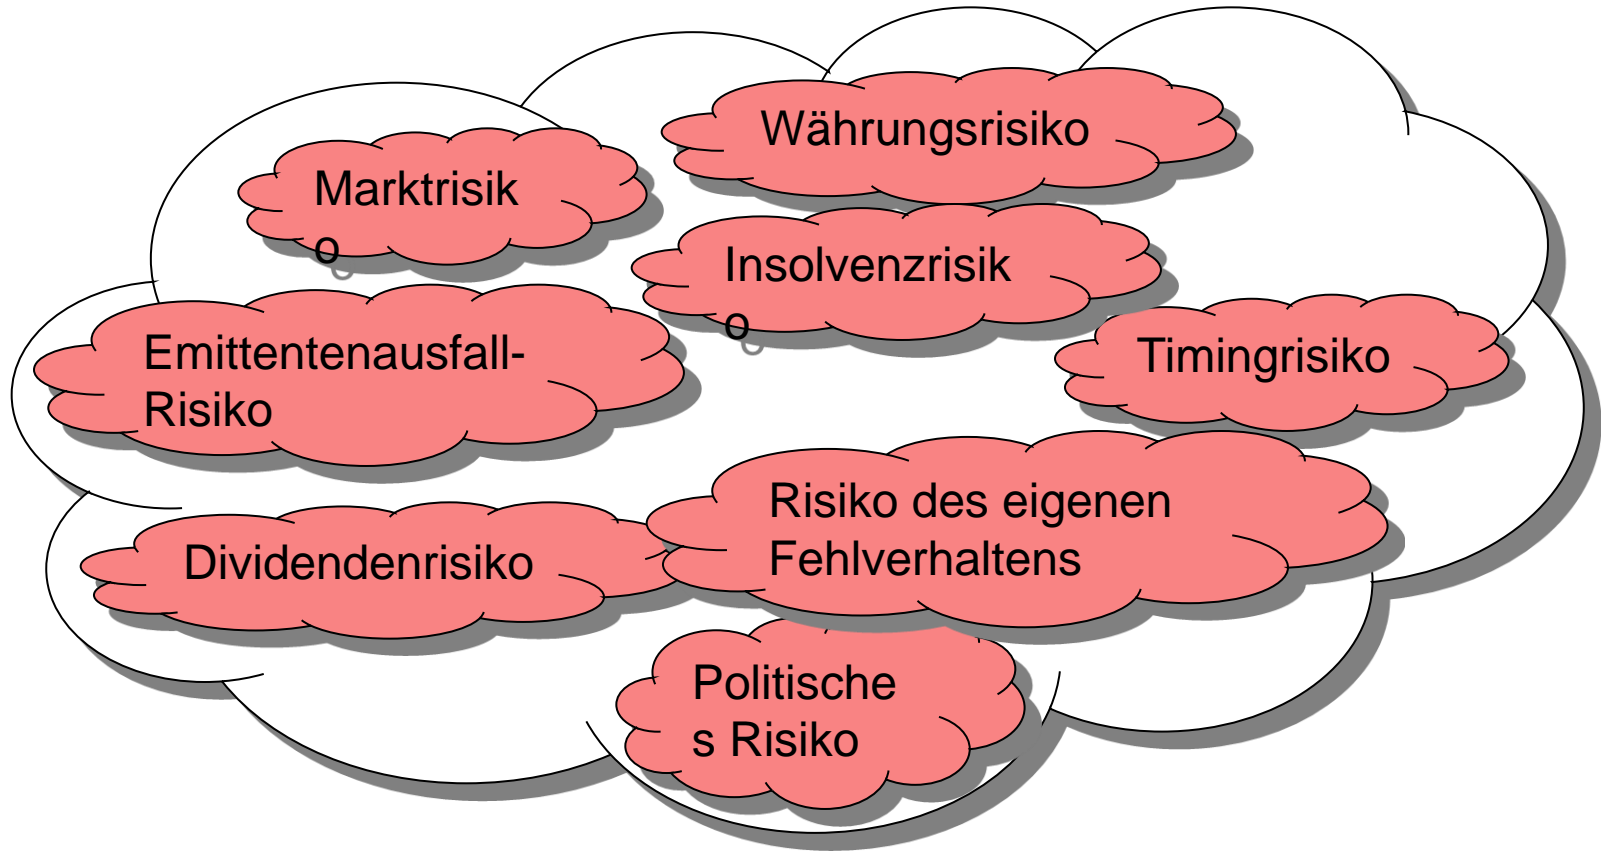 Währungsrisiko
Marktrisik
o
Insolvenzrisik
o
Emittentenausfall-
Risiko
Timingrisiko
Risiko des eigenen
Fehlverhaltens
Dividendenrisiko
Politische
s Risiko